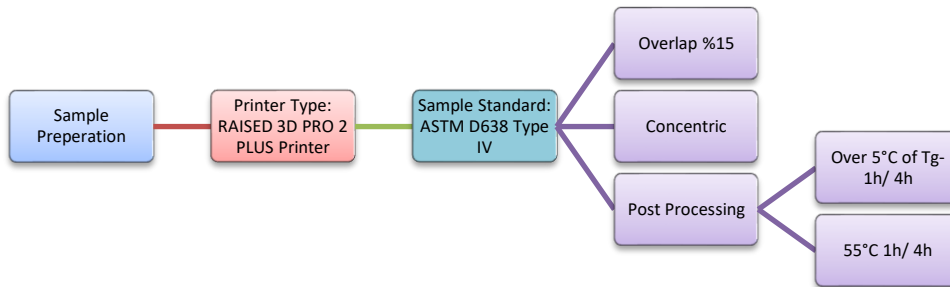 Sample
Preperation
Printer Type:
RAISED 3D PRO 2
PLUS Printer
Sample Standard:
ASTM D638 Type
IV
Overlap %15
Concentric
Post Processing
Over 5°C of Tg-
1h/ 4h
55°C 1h/ 4h